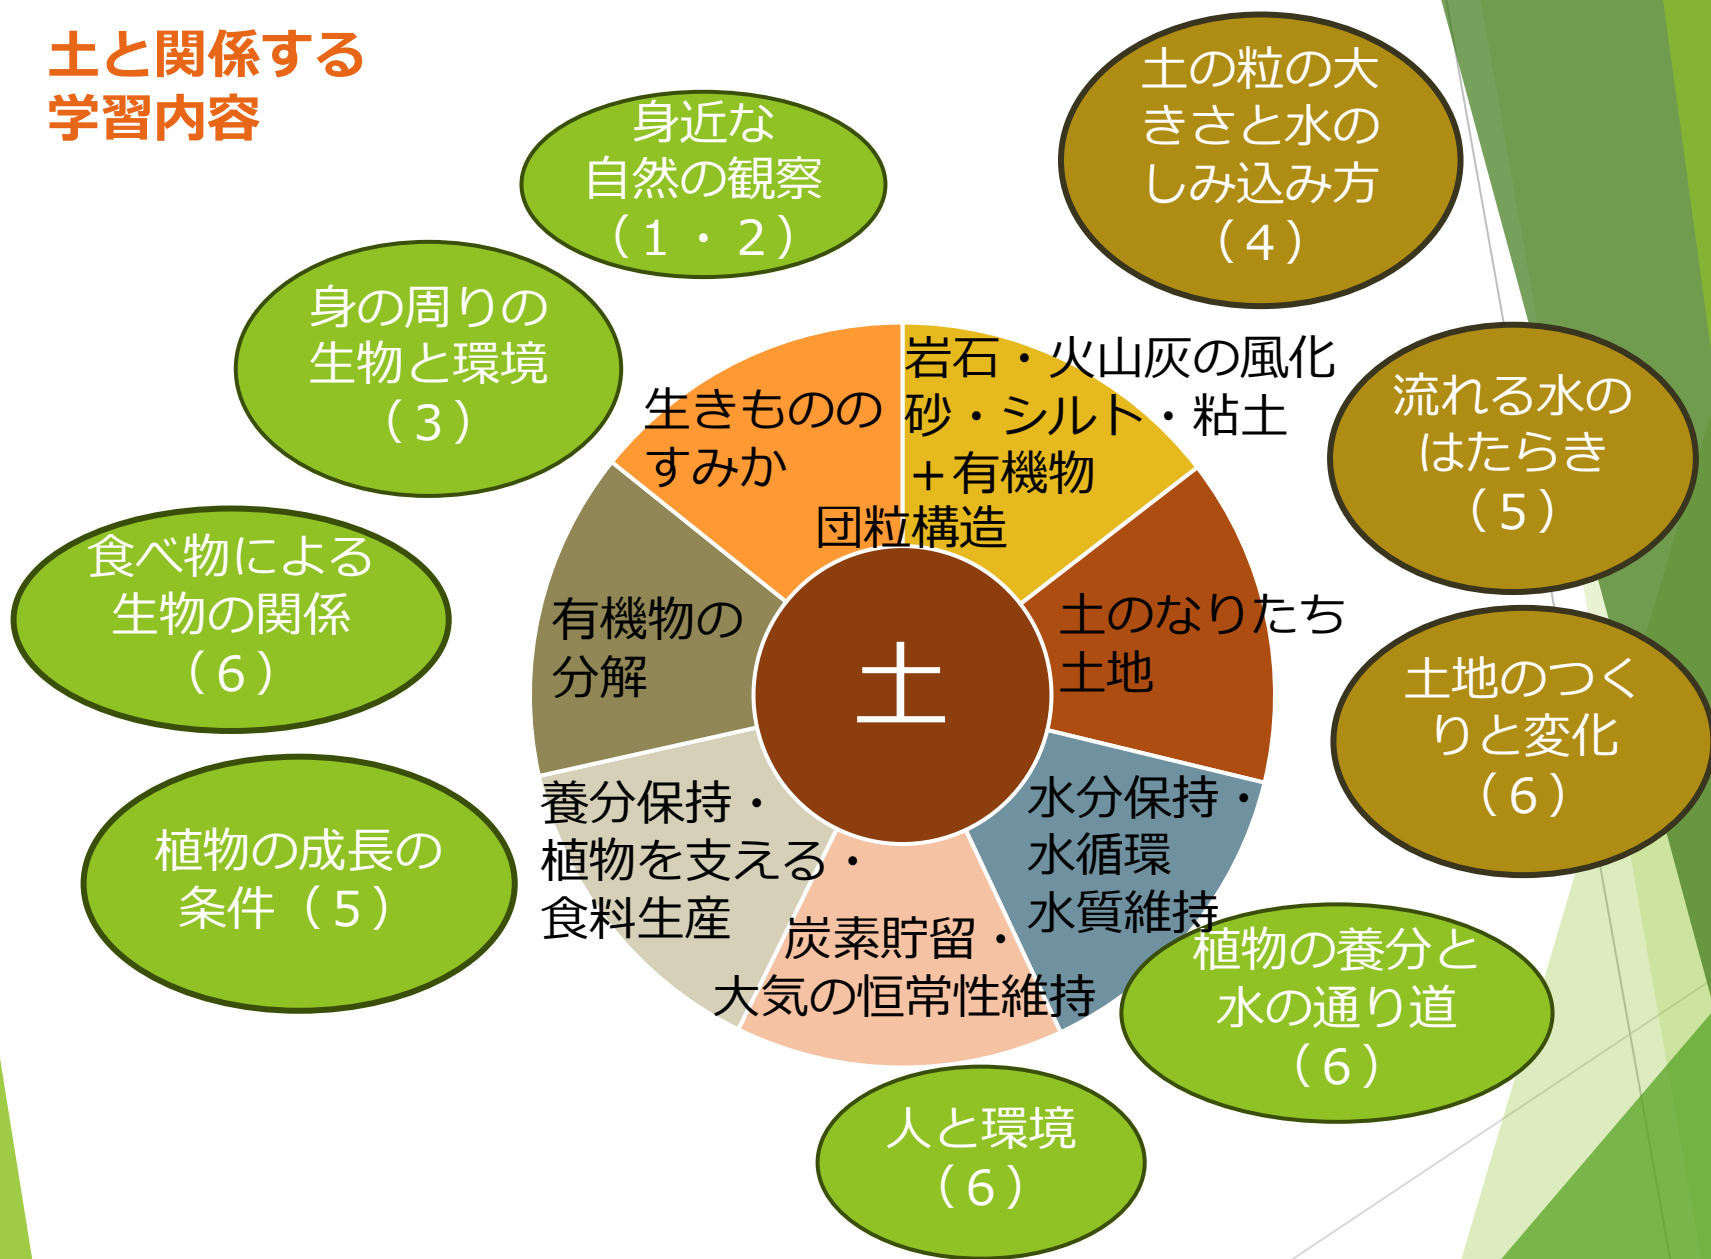 土と関係する
学習内容
身近な
自然の観察
（１・２）
土の粒の大
きさと水の
しみ込み方
（４）
身の周りの
生物と環境
（３）
流れる水の
はたらき
（５）
食べ物による
生物の関係
（６）
土地のつく
りと変化
（６）
植物の成長の
条件（５）
植物の養分と
水の通り道
（６）
人と環境
（６）
生きものの
すみか
岩石・火山灰の風化
砂・シルト・粘土
＋有機物
団粒構造
有機物の
分解
土
土のなりたち
土地
養分保持・
植物を支える・
食料生産
水分保持・
水循環
水質維持
炭素貯留・
大気の恒常性維持